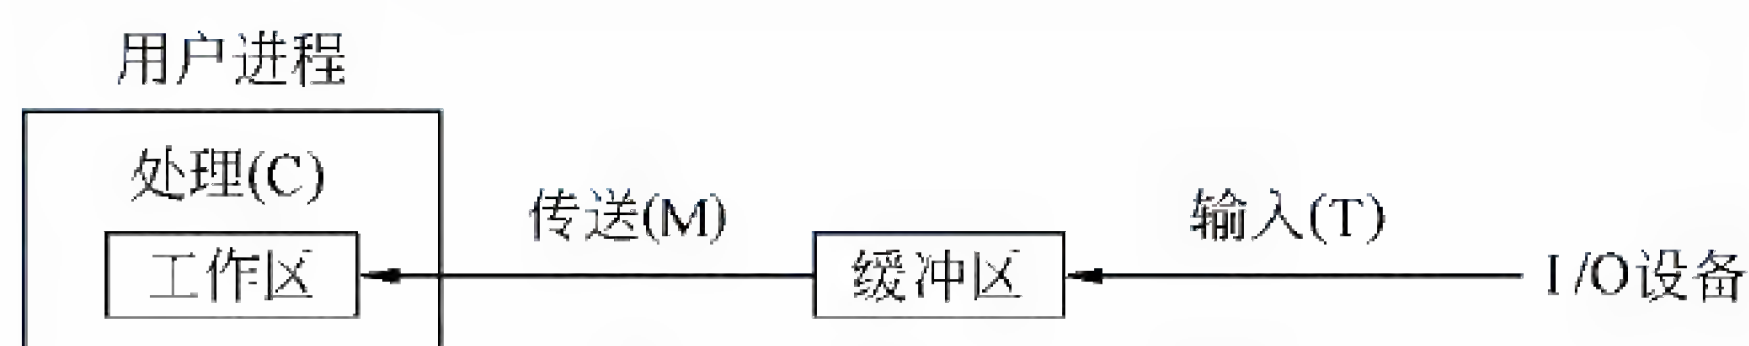 用户进程
处理(C)
传送(M)
输入(T)
工作区
缓冲区
I/O设备